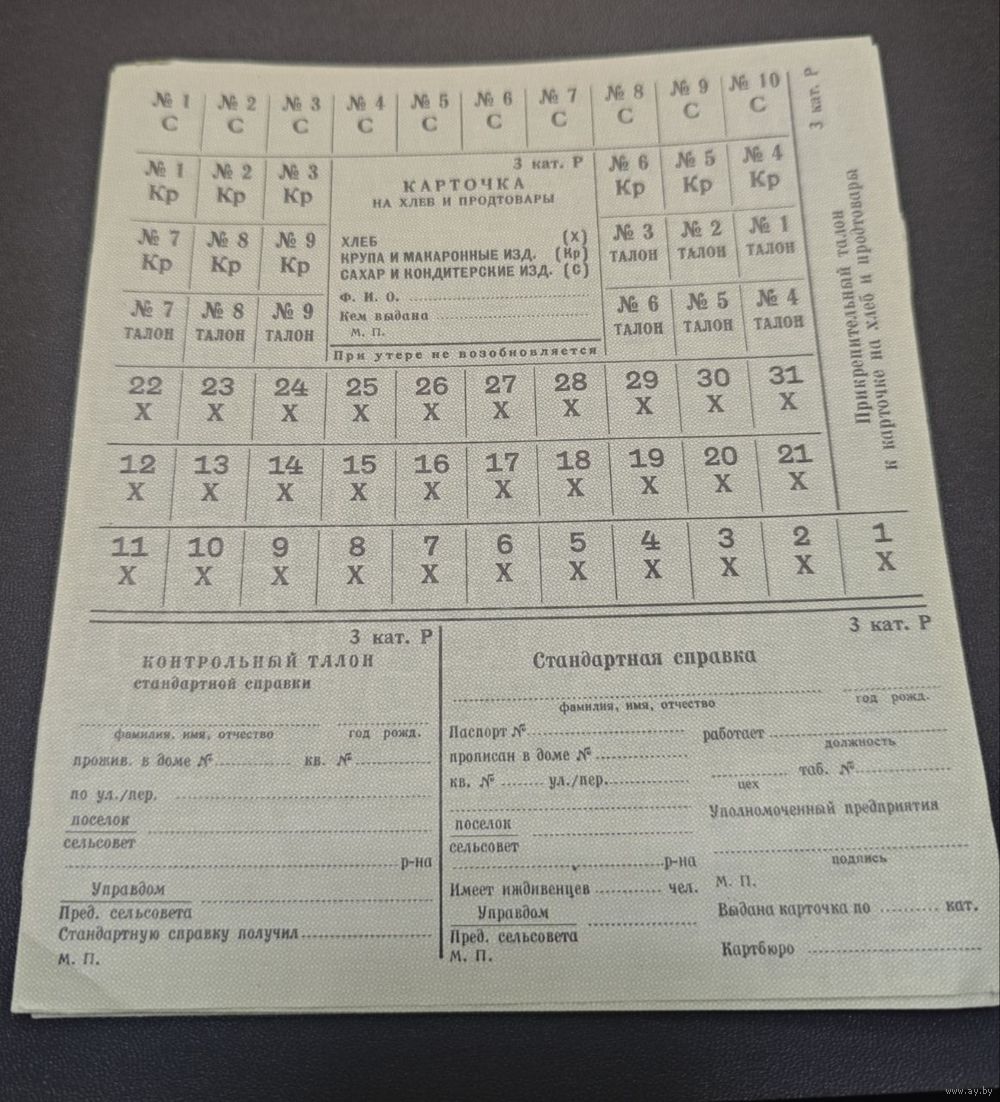 № 1 № 2 № 3 № 4 № 5 № 6 № 7 № 8 № 9 № 10
С С С С С С С С С С
3 кат. Р
Прикрепительный талон
к карточке на хлеб и продтовары
№ 1 № 2 № 3
Кр Кр Кр
№ 7 № 8 № 9
Кр Кр Кр
№ 7 № 8 № 9
ТАЛОН ТАЛОН ТАЛОН
3 кат. Р
КАРТОЧКА
НА ХЛЕБ И ПРОДТОВАРЫ
ХЛЕБ (Х)
КРУПА И МАКАРОННЫЕ ИЗД. (Кр)
САХАР И КОНДИТЕРСКИЕ ИЗД. (С)
Ф. И. О.
Кем выдана
М. П.
При утере не возобновляется
№ 6 № 5 № 4
Кр Кр Кр
№ 3 № 2 № 1
ТАЛОН ТАЛОН ТАЛОН
№ 6 № 5 № 4
ТАЛОН ТАЛОН ТАЛОН
22 23 24 25 26 27 28 29 30 31
Х Х Х Х Х Х Х Х Х Х
12 13 14 15 16 17 18 19 20 21
Х Х Х Х Х Х Х Х Х Х
11 10 9 8 7 6 5 4 3 2 1
Х Х Х Х Х Х Х Х Х Х Х
3 кат. Р
КОНТРОЛЬНЫЙ ТАЛОН
стандартной справки
фамилия, имя, отчество год рожд.
прожив. в доме № кв. №
по ул./пер.
поселок
сельсовет
р-на
Управдом
Пред. сельсовета
Стандартную справку получил
М. П.
3 кат. Р
Стандартная справка
фамилия, имя, отчество год рожд.
Паспорт №
прописан в доме №
кв. № ул./пер.
поселок
сельсовет
р-на
Имеет иждивенцев чел.
Управдом
Пред. сельсовета
М. П.
работает
должность
таб. №
цех
Уполномоченный предприятия
подпись
М. П.
Выдана карточка по кат.
Картбюро
www.ay.by